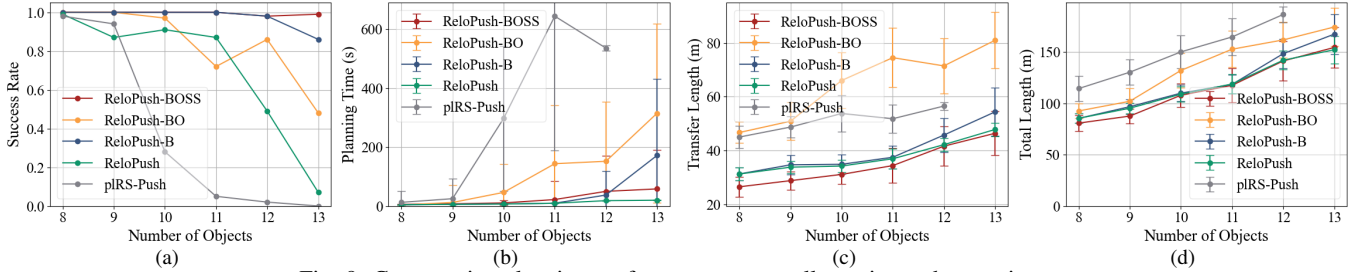 1.0
0.8
0.6
0.4
0.2
0.0
Success Rate
ReloPush-BOSS
ReloPush-BO
ReloPush-B
ReloPush
plRS-Push
8 9 10 11 12 13
Number of Objects
(a)
600
400
200
0
Planning Time (s)
ReloPush-BOSS
ReloPush-BO
ReloPush-B
ReloPush
plRS-Push
8 9 10 11 12 13
Number of Objects
(b)
80
60
40
20
Transfer Length (m)
ReloPush-BOSS
ReloPush-BO
ReloPush-B
ReloPush
plRS-Push
8 9 10 11 12 13
Number of Objects
(c)
150
100
50
0
Total Length (m)
ReloPush-BOSS
ReloPush-BO
ReloPush-B
ReloPush
plRS-Push
8 9 10 11 12 13
Number of Objects
(d)